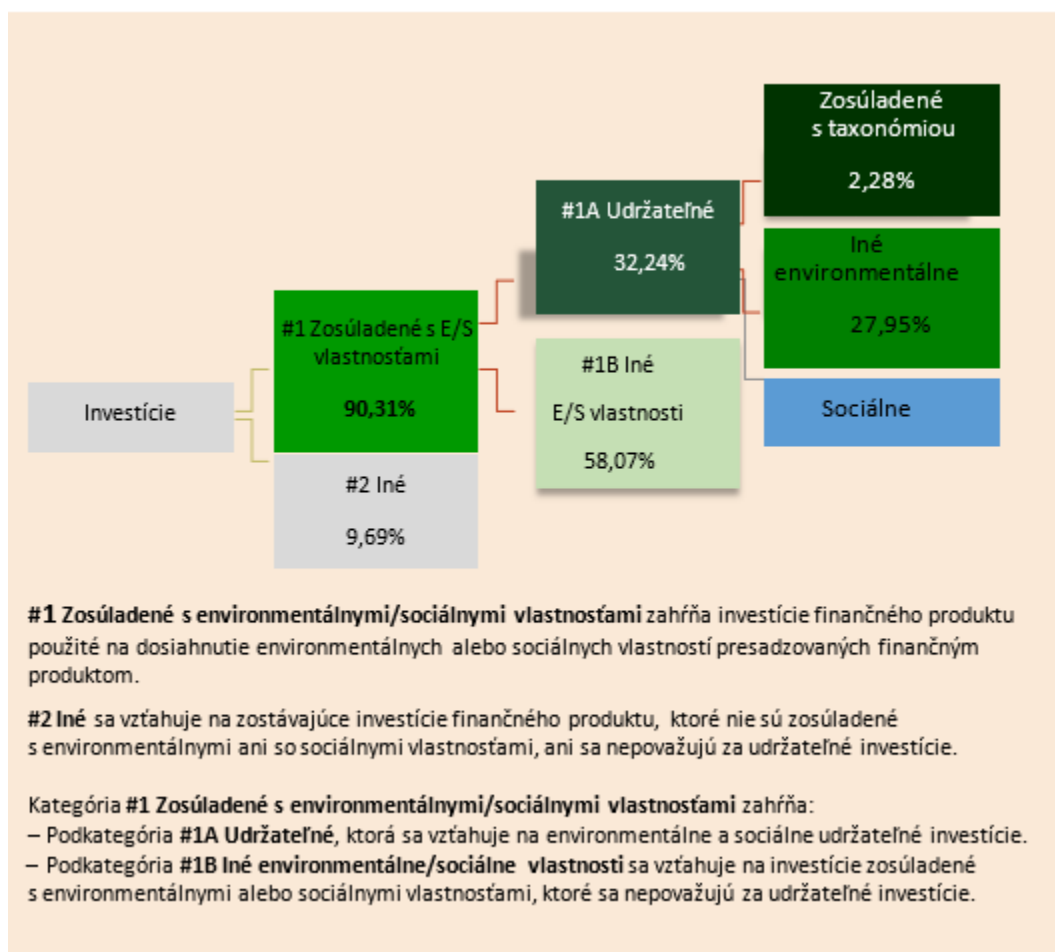 Zosúladené
s taxonómiou
2,28%
#1A Udržateľné
32,24%
Iné
environmentálne
27,95%
#1 Zosúladené s E/S
vlastnosťami
90,31%
#1B Iné
E/S vlastnosti
58,07%
Investície
Sociálne
#2 Iné
9,69%
#1 Zosúladené s environmentálnymi/sociálnymi vlastnosťami zahŕňa investície finančného produktu
použité na dosiahnutie environmentálnych alebo sociálnych vlastností presadzovaných finančným
produktom.
#2 Iné sa vzťahuje na zostávajúce investície finančného produktu, ktoré nie sú zosúladené
s environmentálnymi ani so sociálnymi vlastnosťami, ani sa nepovažujú za udržateľné investície.
Kategória #1 Zosúladené s environmentálnymi/sociálnymi vlastnosťami zahŕňa:
– Podkategória #1A Udržateľné, ktorá sa vzťahuje na environmentálne a sociálne udržateľné investície.
– Podkategória #1B Iné environmentálne/sociálne vlastnosti sa vzťahuje na investície zosúladené
s environmentálnymi alebo sociálnymi vlastnosťami, ktoré sa nepovažujú za udržateľné investície.